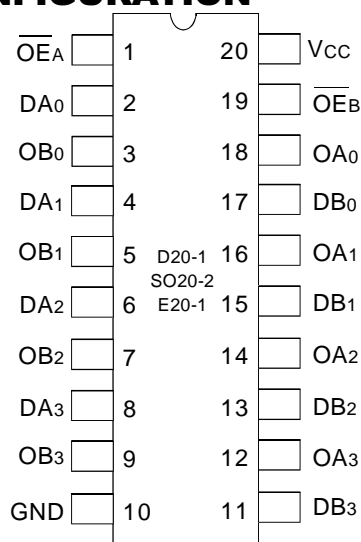 NFIGURATION
OEA 1 20 VCC
DA0 2 19 OEB
OB0 3 18 OA0
DA1 4 17 DB0
OB1 5 D20-1 16 OA1
SO20-2
DA2 6 E20-1 15 DB1
OB2 7 14 OA2
DA3 8 13 DB2
OB3 9 12 OA3
GND 10 11 DB3